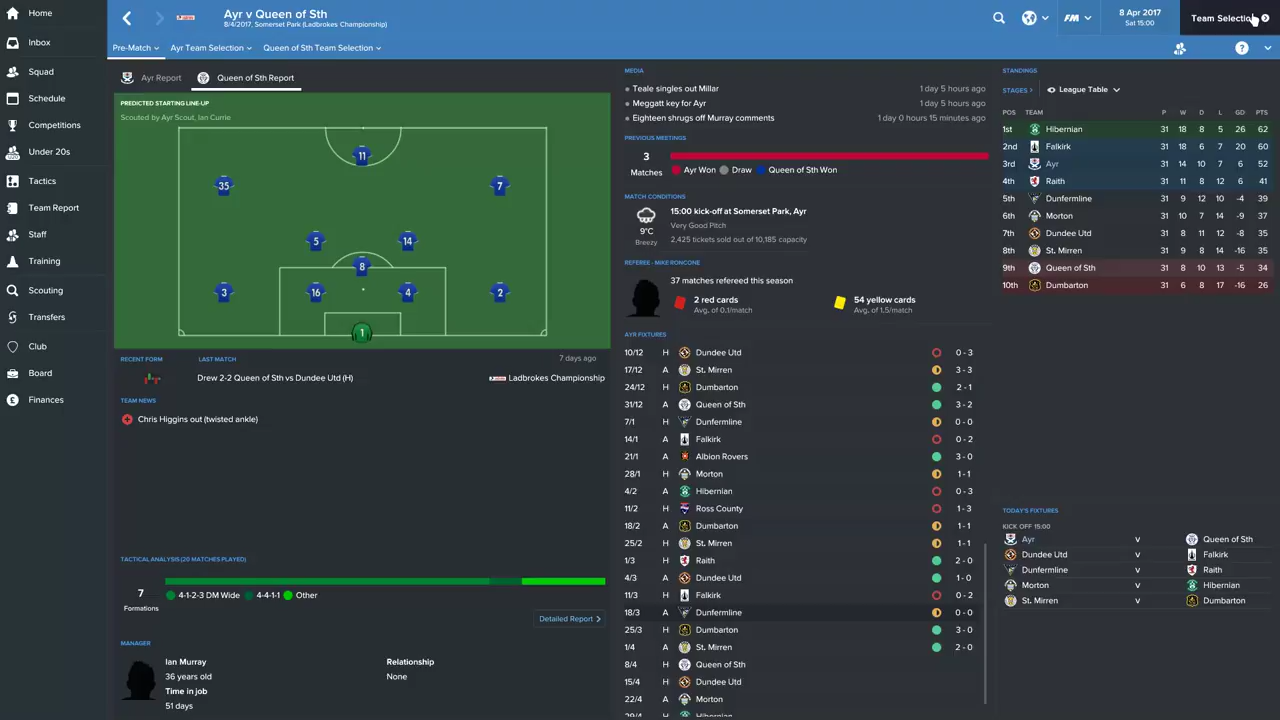 Home
Inbox
Squad
Schedule
Competitions
Under 20s
Tactics
Team Report
Staff
Training
Scouting
Transfers
Club
Board
Finances
Ayr v Queen of Sth
8/4/2017, Somerset Park (Ladbrokes Championship)
FM
8 Apr 2017
Sat 15:00
Team Selection
Pre-Match
Ayr Team Selection
Queen of Sth Team Selection
?
Ayr Report
Queen of Sth Report
PREDICTED STARTING LINE-UP
Scouted by Ayr Scout, Ian Currie
11
35
7
5
14
8
3
16
4
2
1
RECENT FORM
LAST MATCH
7 days ago
Drew 2-2 Queen of Sth vs Dundee Utd (H)
Ladbrokes Championship
TEAM NEWS
Chris Higgins out (twisted ankle)
TACTICAL ANALYSIS (20 MATCHES PLAYED)
7
Formations
4-1-2-3 DM Wide
4-4-1-1
Other
Detailed Report >
MANAGER
Ian Murray
36 years old
Time in job
51 days
Relationship
None
MEDIA
Teale singles out Millar 1 day 5 hours ago
Meggatt key for Ayr 1 day 5 hours ago
Eighteen shrugs off Murray comments 1 day 0 hours 15 minutes ago
PREVIOUS MEETINGS
3
Matches
Ayr Won
Draw
Queen of Sth Won
MATCH CONDITIONS
9°C
Breezy
15:00 kick-off at Somerset Park, Ayr
Very Good Pitch
2,425 tickets sold out of 10,185 capacity
REFEREE - MIKE RONCONE
37 matches refereed this season
2 red cards
Avg. of 0.1/match
54 yellow cards
Avg. of 1.5/match
AYR FIXTURES
10/12 H Dundee Utd 0 - 3
17/12 A St. Mirren 3 - 3
24/12 H Dumbarton 2 - 1
31/12 A Queen of Sth 3 - 2
7/1 H Dunfermline 0 - 0
14/1 A Falkirk 0 - 2
21/1 A Albion Rovers 3 - 0
28/1 H Morton 1 - 1
4/2 A Hibernian 0 - 3
11/2 H Ross County 1 - 3
18/2 A Dumbarton 1 - 1
25/2 H St. Mirren 1 - 1
1/3 H Raith 2 - 0
4/3 A Dundee Utd 1 - 0
11/3 H Falkirk 0 - 2
18/3 A Dunfermline 0 - 0
25/3 H Dumbarton 3 - 0
1/4 A St. Mirren 2 - 0
8/4 H Queen of Sth
15/4 H Dundee Utd
22/4 A Morton
29/4 H Hibernian
STANDINGS
STAGES >
League Table
POS TEAM P W D L GD PTS
1st Hibernian 31 18 8 5 26 62
2nd Falkirk 31 18 6 7 20 60
3rd Ayr 31 14 10 7 6 52
4th Raith 31 11 8 12 6 41
5th Dunfermline 31 9 12 10 -4 39
6th Morton 31 10 7 14 -9 37
7th Dundee Utd 31 8 11 12 -8 35
8th St. Mirren 31 9 8 14 -16 35
9th Queen of Sth 31 8 10 13 -5 34
10th Dumbarton 31 6 8 17 -16 26
TODAY'S FIXTURES
KICK OFF 15:00
Ayr v Queen of Sth
Dundee Utd v Falkirk
Dunfermline v Raith
Morton v Hibernian
St. Mirren v Dumbarton